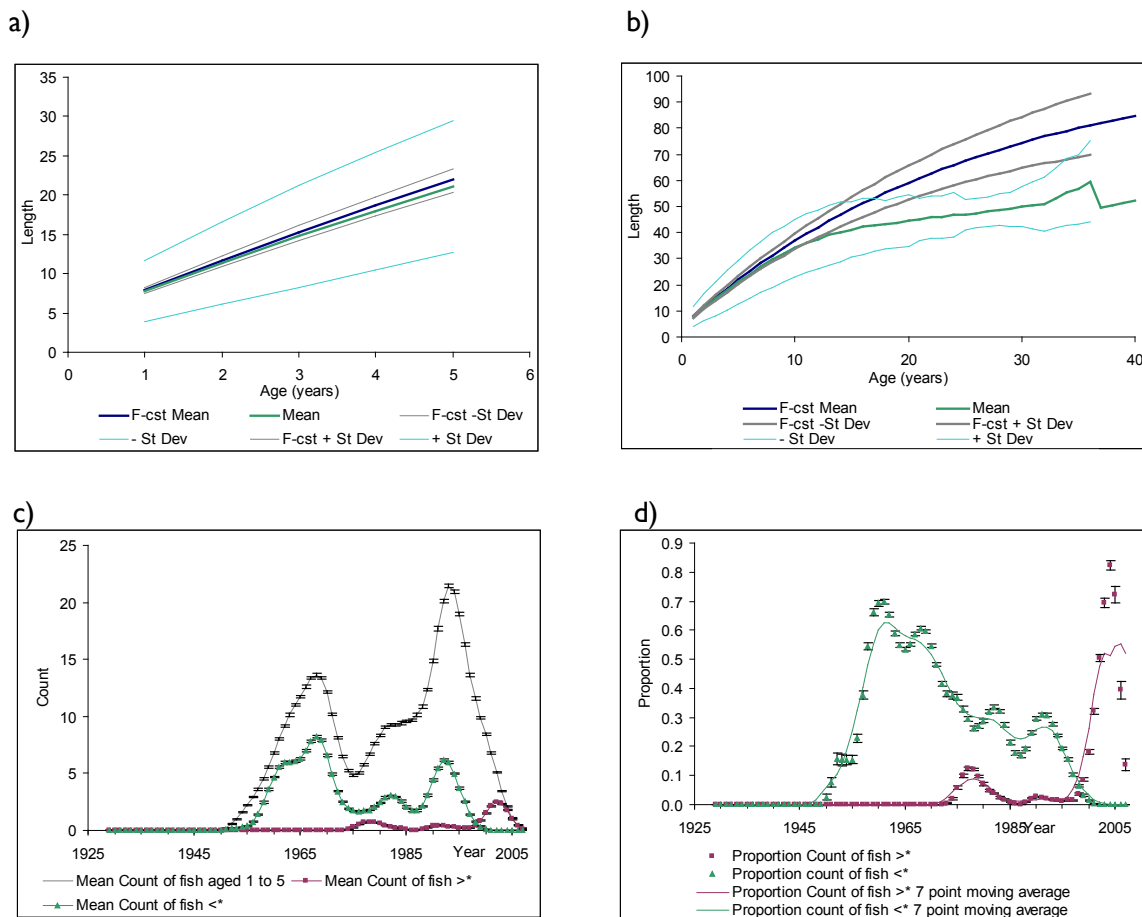 a)
35
30
25
20
15
10
5
0
Length
0 1 2 3 4 5 6
Age (years)
F-cst Mean Mean F-cst -St Dev
- St Dev F-cst + St Dev + St Dev
b)
100
90
80
70
60
50
40
30
20
10
0
Length
0 10 20 30 40
Age (years)
F-cst Mean Mean
F-cst -St Dev F-cst + St Dev
- St Dev + St Dev
c)
25
20
15
10
5
0
Count
1925 1945 1965 1985 Year 2005
Mean Count of fish aged 1 to 5 Mean Count of fish >*
Mean Count of fish <*
d)
0.9
0.8
0.7
0.6
0.5
0.4
0.3
0.2
0.1
0.0
Proportion
1925 1945 1965 1985 Year 2005
Proportion Count of fish >*
Proportion count of fish <*
Proportion Count of fish >* 7 point moving average
Proportion count of fish <* 7 point moving average